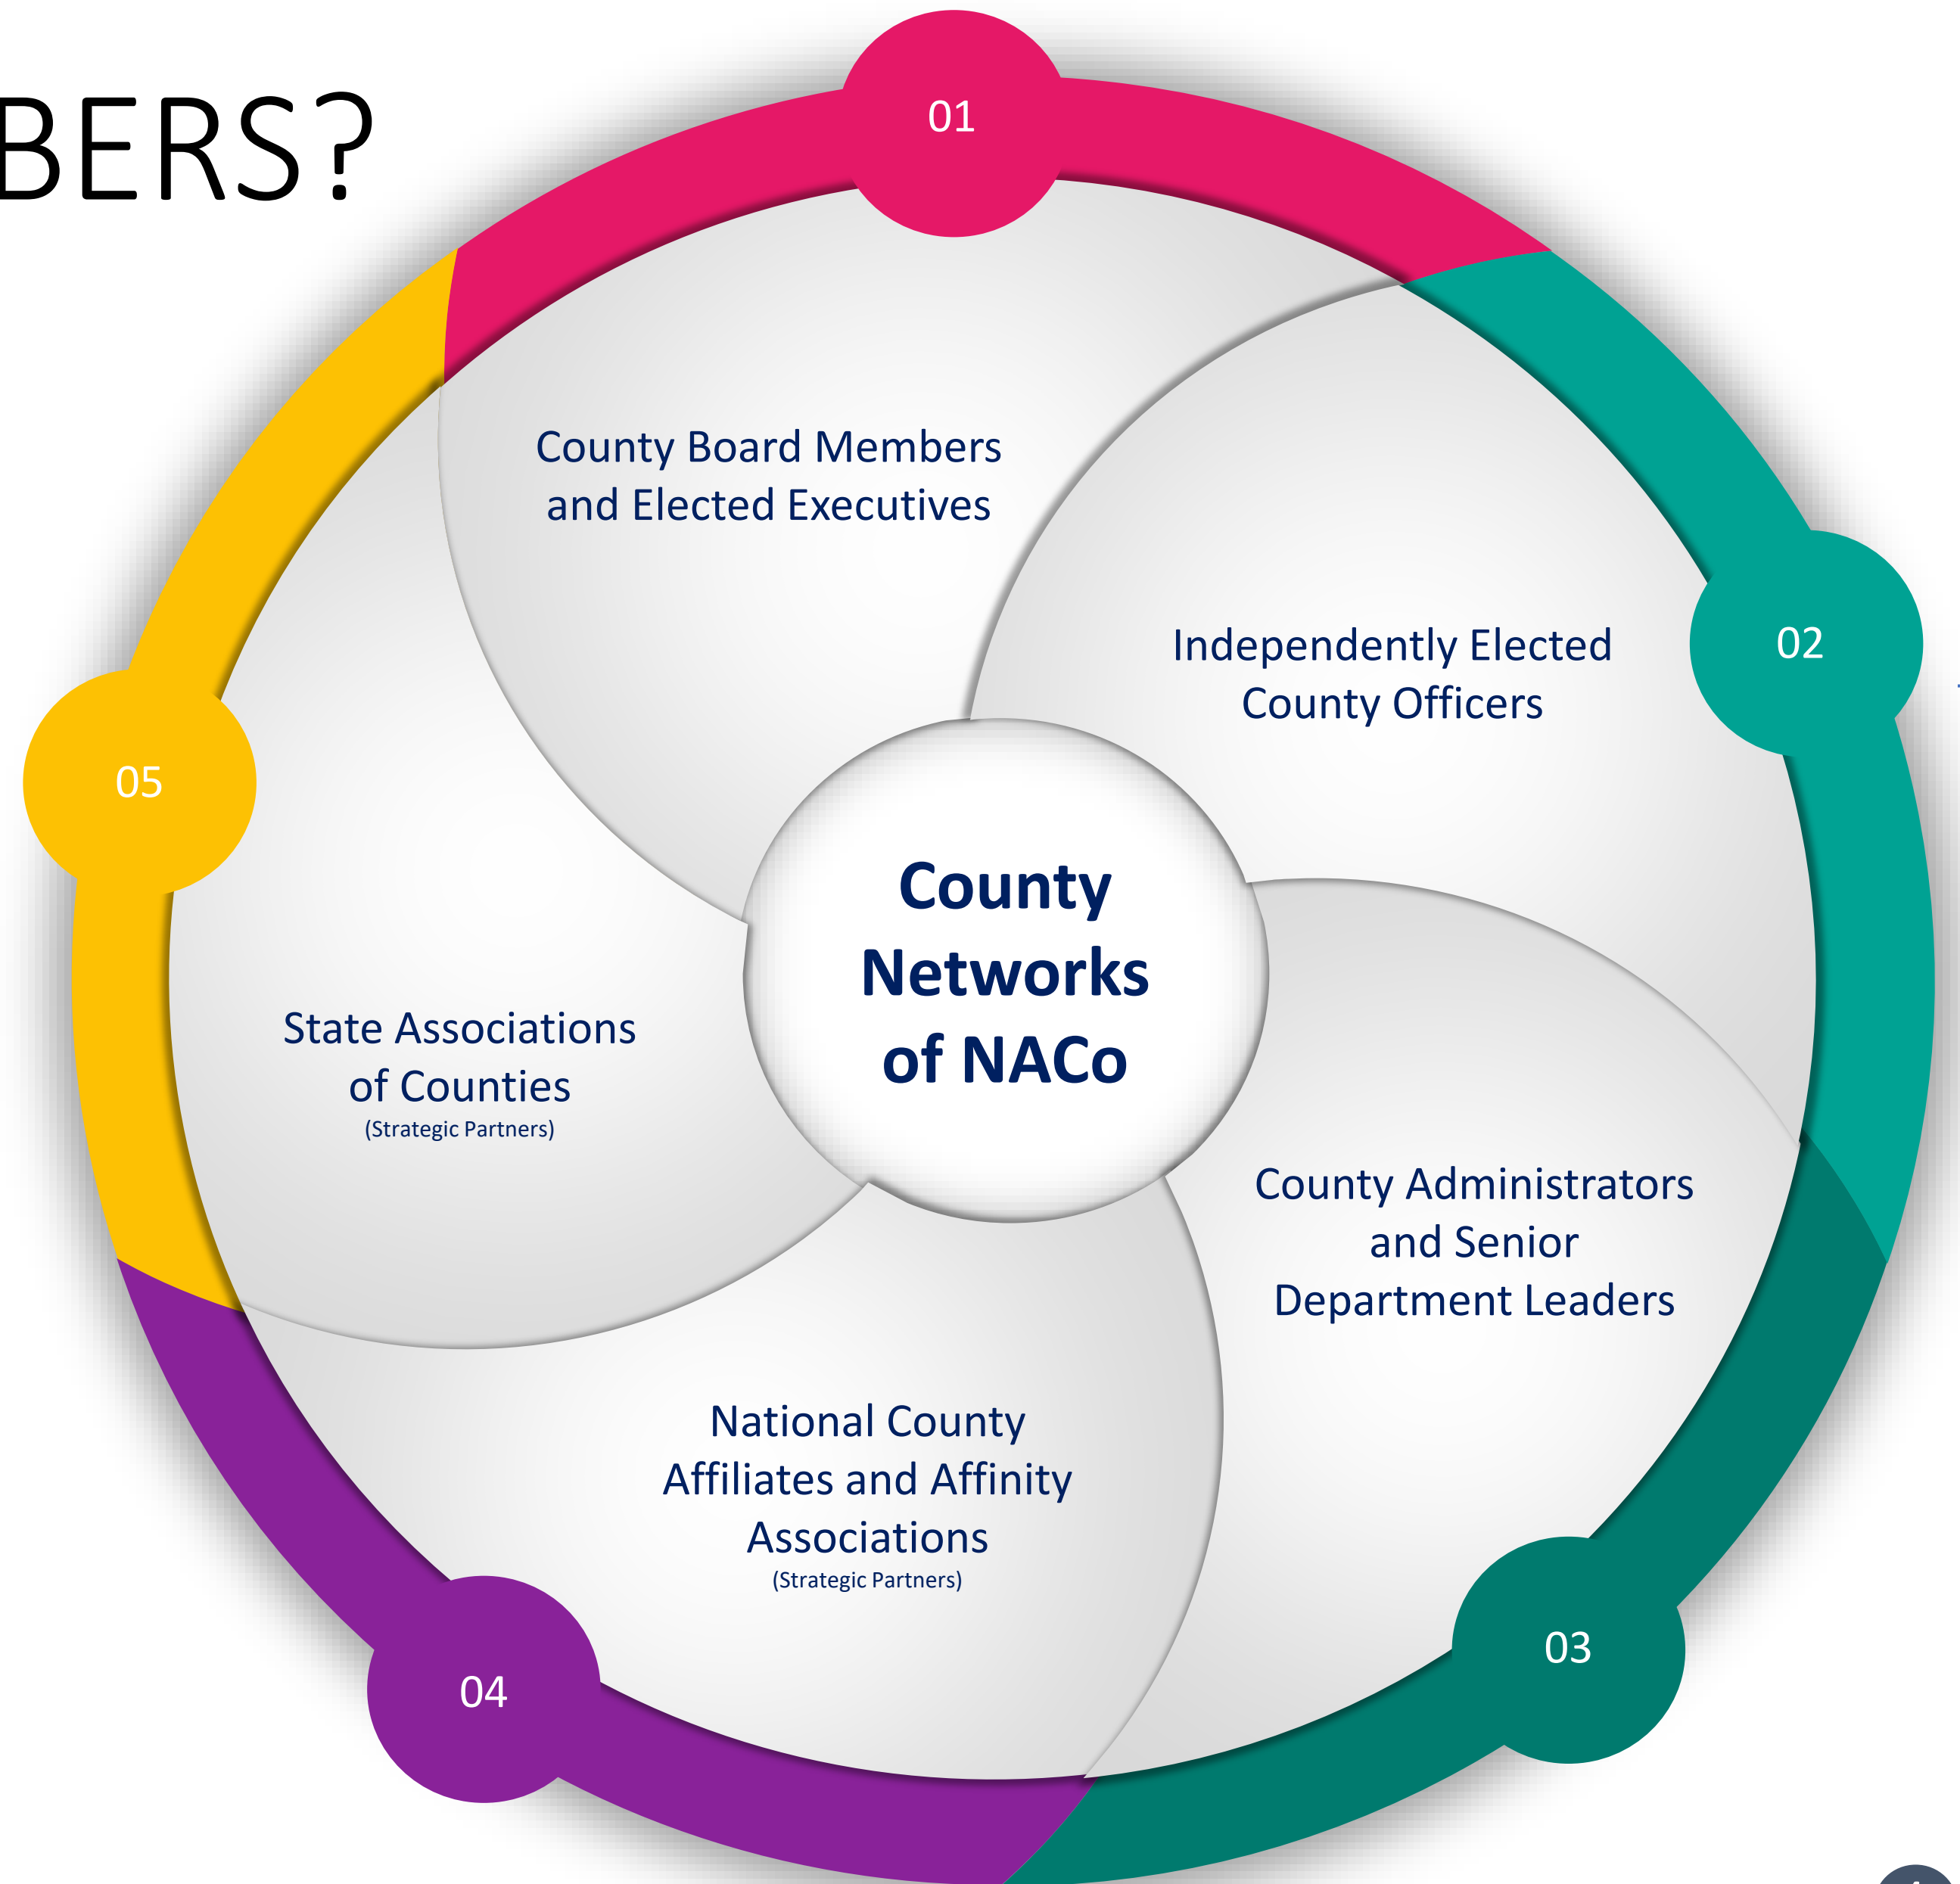 BERS?
01
County Board Members
and Elected Executives
02
Independently Elected
County Officers
County
Networks
of NACo
05
State Associations
of Counties
(Strategic Partners)
County Administrators
and Senior
Department Leaders
03
National County
Affiliates and Affinity
Associations
(Strategic Partners)
04